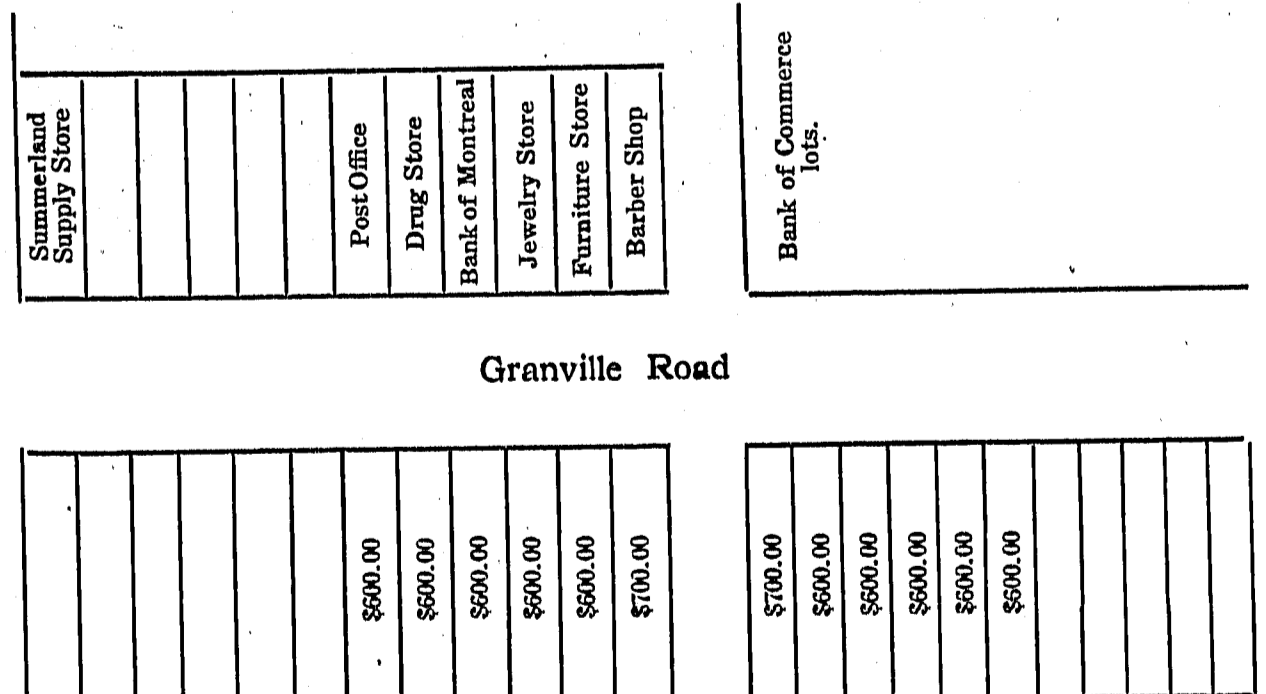 Summerland
Supply Store
Post Office
Drug Store
Bank of Montreal
Jewelry Store
Furniture Store
Barber Shop
Bank of Commerce
lots.
Granville Road
$600.00
$600.00
$600.00
$600.00
$600.00
$700.00
$700.00
$600.00
$600.00
$600.00
$600.00
$600.00